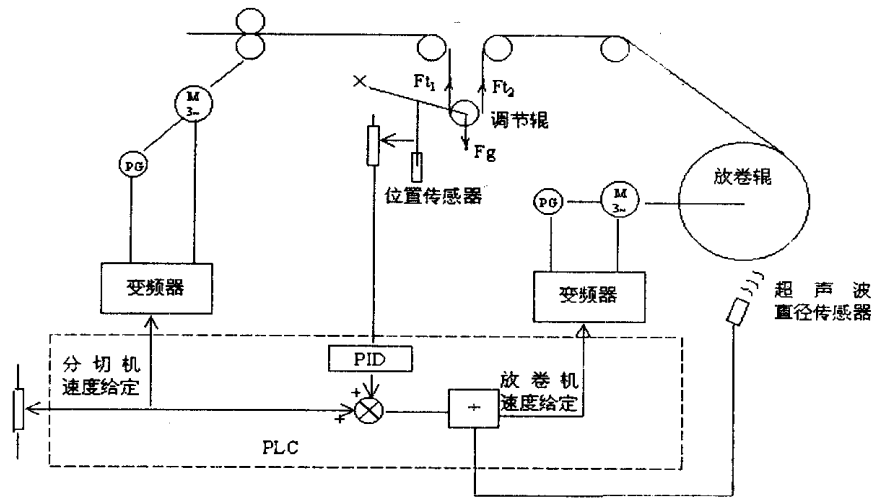 Ft₁
Ft₂
M
3~
调节辊
Fg
PG
放卷辊
位置传感器
PG
M
3~
变频器
变频器
超声波
直径传感器
PID
分切机
速度给定
放卷机
速度给定
+
+
÷
PLC